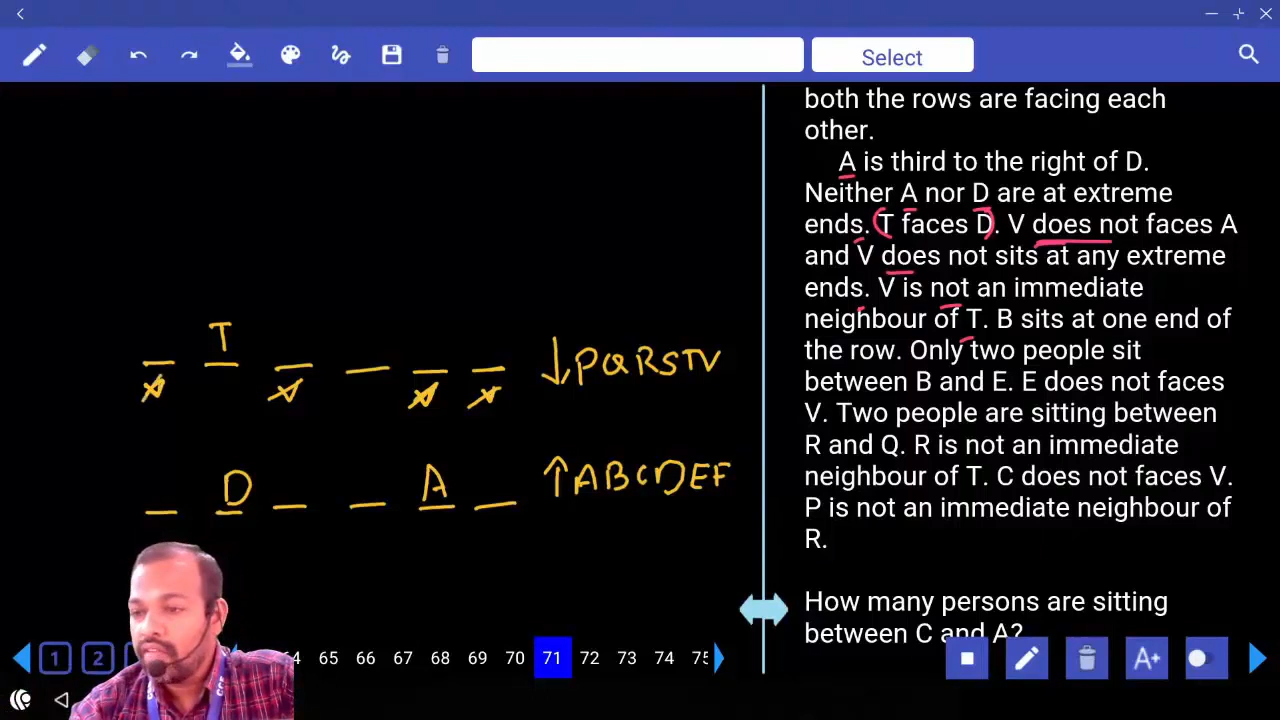 Select
both the rows are facing each
other.
A is third to the right of D.
Neither A nor D are at extreme
ends. T faces D. V does not faces A
and V does not sits at any extreme
ends. V is not an immediate
neighbour of T. B sits at one end of
the row. Only two people sit
between B and E. E does not faces
V. Two people are sitting between
R and Q. R is not an immediate
neighbour of T. C does not faces V.
P is not an immediate neighbour of
R.
How many persons are sitting
between C and A?
T
↓PQRSTV
D A ↑ABCDEF
1 2 64 65 66 67 68 69 70 71 72 73 74 75
A+